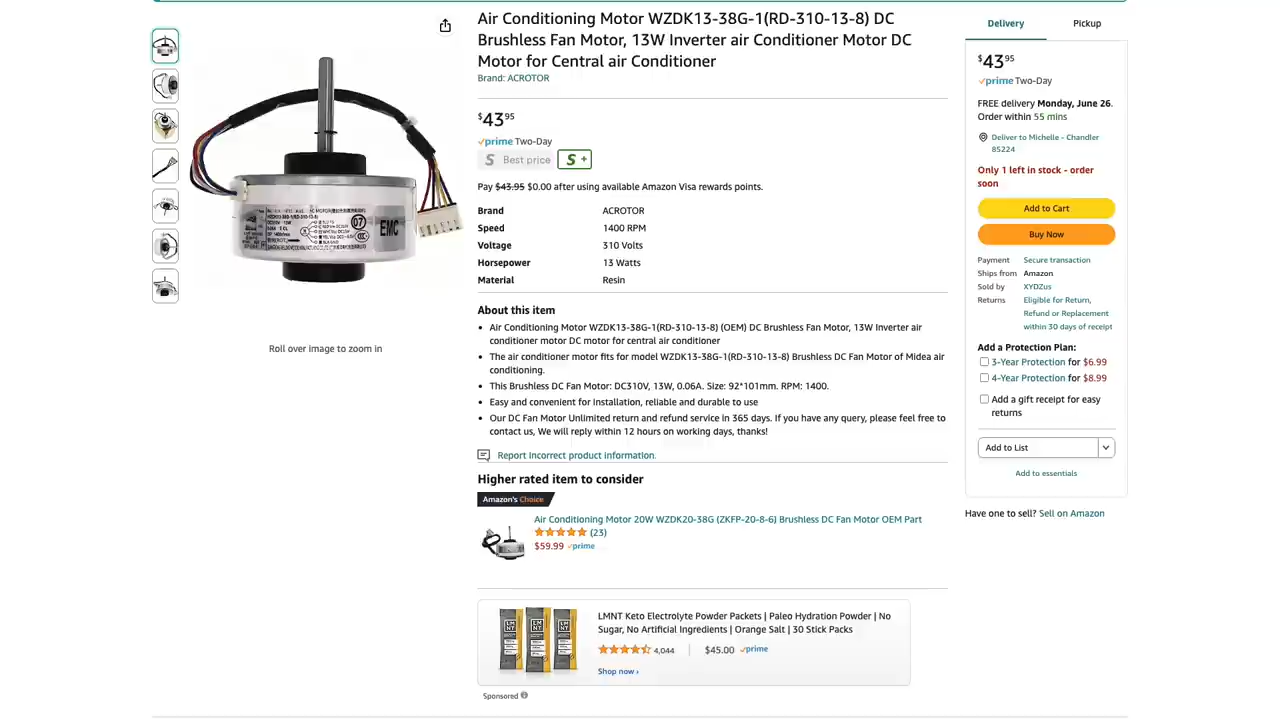 Air Conditioning Motor WZDK13-38G-1(RD-310-13-8) DC
Brushless Fan Motor, 13W Inverter air Conditioner Motor DC
Motor for Central air Conditioner
Brand: ACROTOR
$43.95
prime Two-Day
S Best price S +
Pay $43.95 $0.00 after using available Amazon Visa rewards points.
Brand ACROTOR
Speed 1400 RPM
Voltage 310 Volts
Horsepower 13 Watts
Material Resin
About this item
• Air Conditioning Motor WZDK13-38G-1(RD-310-13-8) (OEM) DC Brushless Fan Motor, 13W Inverter air
conditioner motor DC motor for central air conditioner
• The air conditioner motor fits for model WZDK13-38G-1(RD-310-13-8) Brushless DC Fan Motor of Midea air
conditioning.
• This Brushless DC Fan Motor: DC310V, 13W, 0.06A. Size: 92*101mm. RPM: 1400.
• Easy and convenient for installation, reliable and durable to use
• Our DC Fan Motor Unlimited return and refund service in 365 days. If you have any query, please feel free to
contact us, We will reply within 12 hours on working days, thanks!
Report incorrect product information.
Higher rated item to consider
Amazon's Choice
Air Conditioning Motor 20W WZDK20-38G (ZKFP-20-8-6) Brushless DC Fan Motor OEM Part
(23)
$59.99 prime
LMNT Keto Electrolyte Powder Packets | Paleo Hydration Powder | No
Sugar, No Artificial Ingredients | Orange Salt | 30 Stick Packs
4,044 | $45.00 prime
Shop now ›
Sponsored
07
EMC
Roll over image to zoom in
LM
NT
LM
NT
LM
NT
Delivery Pickup
$43.95
prime Two-Day
FREE delivery Monday, June 26.
Order within 55 mins
Deliver to Michelle - Chandler
85224
Only 1 left in stock - order
soon
Add to Cart
Buy Now
Payment Secure transaction
Ships from Amazon
Sold by XYDZus
Returns Eligible for Return,
Refund or Replacement
within 30 days of receipt
Add a Protection Plan:
3-Year Protection for $6.99
4-Year Protection for $8.99
Add a gift receipt for easy
returns
Add to List
Add to essentials
Have one to sell? Sell on Amazon